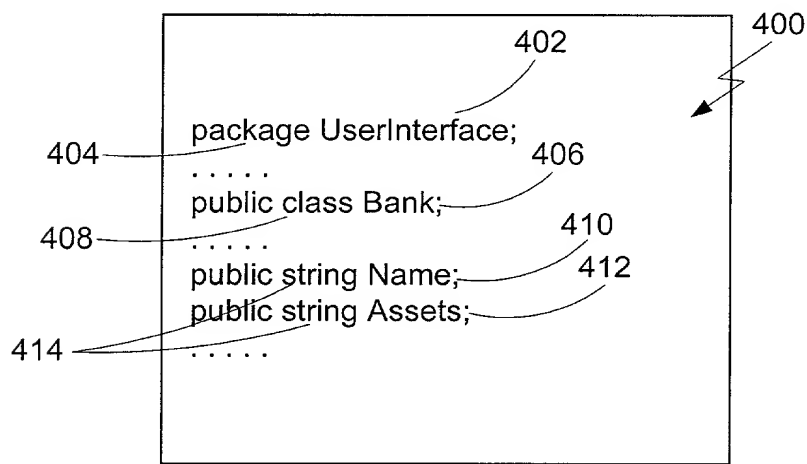 400
402
package UserInterface;
404
. . . . .
406
public class Bank;
408
. . . . .
410
public string Name;
412
public string Assets;
414
. . . . .